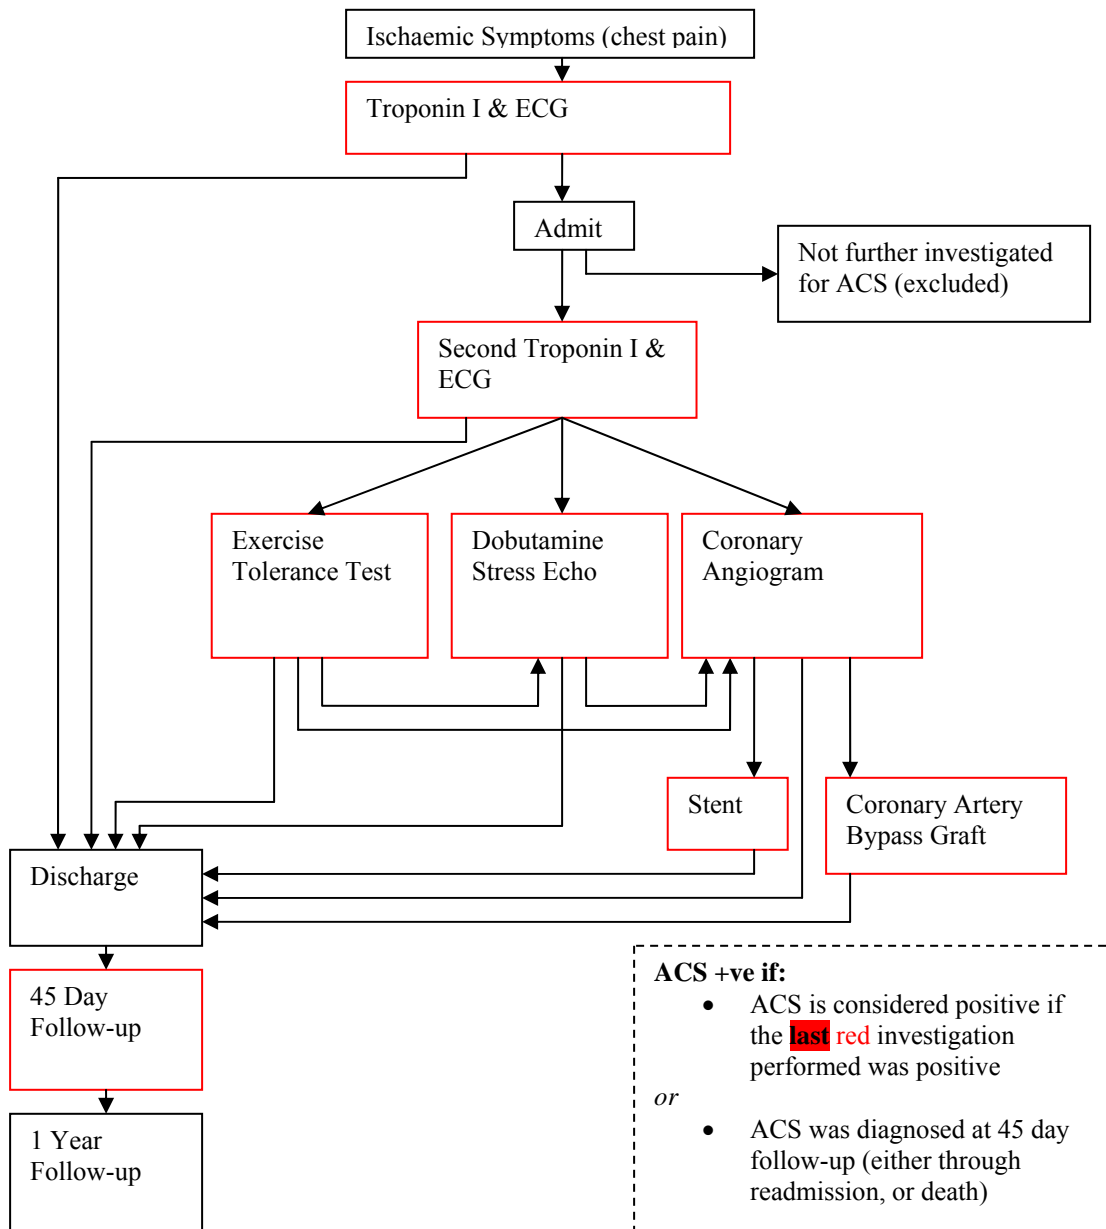 Ischaemic Symptoms (chest pain)
Troponin I & ECG
Admit
Not further investigated
for ACS (excluded)
Second Troponin I &
ECG
Exercise
Tolerance Test
Dobutamine
Stress Echo
Coronary
Angiogram
Stent
Coronary Artery
Bypass Graft
Discharge
45 Day
Follow-up
1 Year
Follow-up
ACS +ve if:
• ACS is considered positive if
the last red investigation
performed was positive
or
• ACS was diagnosed at 45 day
follow-up (either through
readmission, or death)